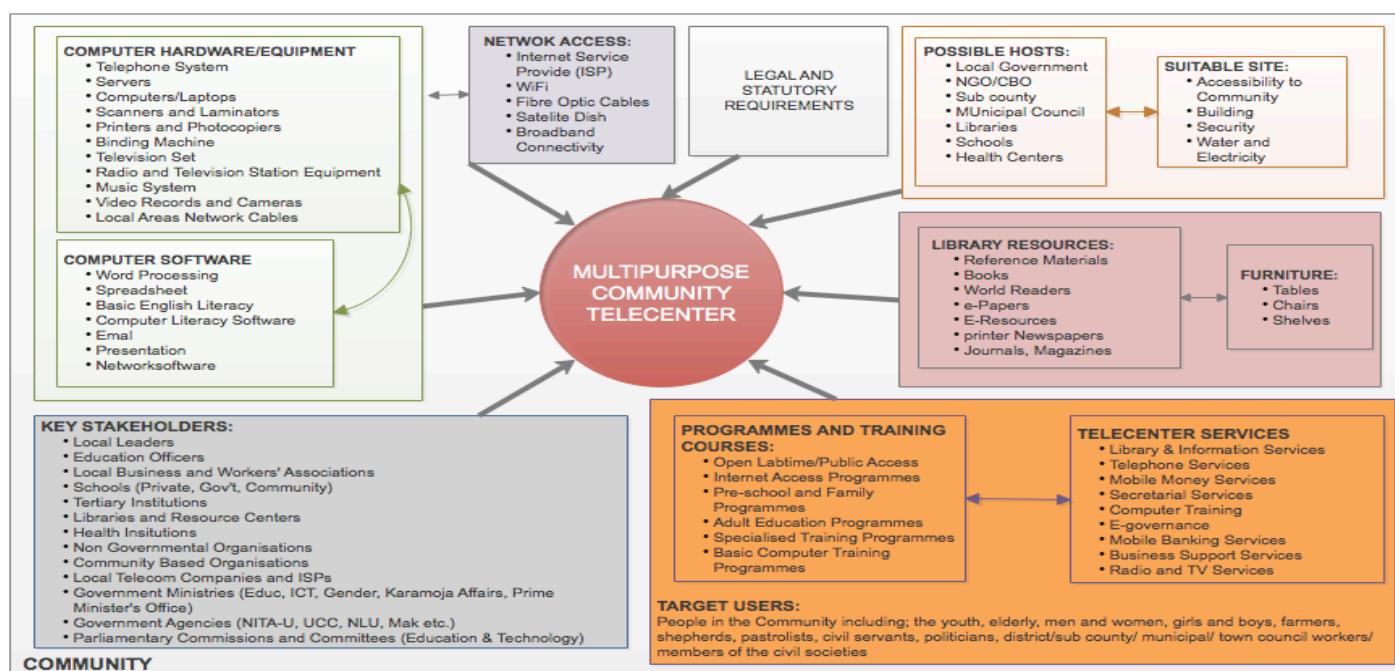 COMPUTER HARDWARE/EQUIPMENT
• Telephone System
• Servers
• Computers/Laptops
• Scanners and Laminators
• Printers and Photocopiers
• Binding Machine
• Television Set
• Radio and Television Station Equipment
• Music System
• Video Records and Cameras
• Local Areas Network Cables
COMPUTER SOFTWARE
• Word Processing
• Spreadsheet
• Basic English Literacy
• Computer Literacy Software
• Emal
• Presentation
• Networksoftware
NETWOK ACCESS:
• Internet Service
Provide (ISP)
• WiFi
• Fibre Optic Cables
• Satelite Dish
• Broadband
Connectivity
LEGAL AND
STATUTORY
REQUIREMENTS
POSSIBLE HOSTS:
• Local Government
• NGO/CBO
• Sub county
• MUnicipal Council
• Libraries
• Schools
• Health Centers
SUITABLE SITE:
• Accessibility to
Community
• Building
• Security
• Water and
Electricity
MULTIPURPOSE
COMMUNITY
TELECENTER
LIBRARY RESOURCES:
• Reference Materials
• Books
• World Readers
• e-Papers
• E-Resources
• printer Newspapers
• Journals, Magazines
FURNITURE:
• Tables
• Chairs
• Shelves
KEY STAKEHOLDERS:
• Local Leaders
• Education Officers
• Local Business and Workers' Associations
• Schools (Private, Gov't, Community)
• Tertiary Institutions
• Libraries and Resource Centers
• Health Insitutions
• Non Governmental Organisations
• Community Based Organisations
• Local Telecom Companies and ISPs
• Government Ministries (Educ, ICT, Gender, Karamoja Affairs, Prime
Minister's Office)
• Government Agencies (NITA-U, UCC, NLU, Mak etc.)
• Parliamentary Commissions and Committees (Education & Technology)
PROGRAMMES AND TRAINING
COURSES:
• Open Labtime/Public Access
• Internet Access Programmes
• Pre-school and Family
Programmes
• Adult Education Programmes
• Specialised Training Programmes
• Basic Computer Training
Programmes
TELECENTER SERVICES
• Library & Information Services
• Telephone Services
• Mobile Money Services
• Secretarial Services
• Computer Training
• E-governance
• Mobile Banking Services
• Business Support Services
• Radio and TV Services
TARGET USERS:
People in the Community including; the youth, elderly, men and women, girls and boys, farmers,
shepherds, pastrolists, civil servants, politicians, district/sub county/ municipal/ town council workers/
members of the civil societies
COMMUNITY